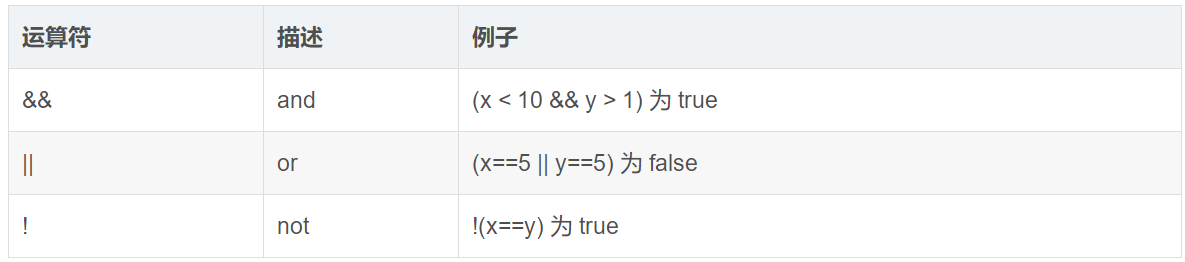 运算符 描述 例子
&& and (x < 10 && y > 1) 为 true
|| or (x==5 || y==5) 为 false
! not !(x==y) 为 true